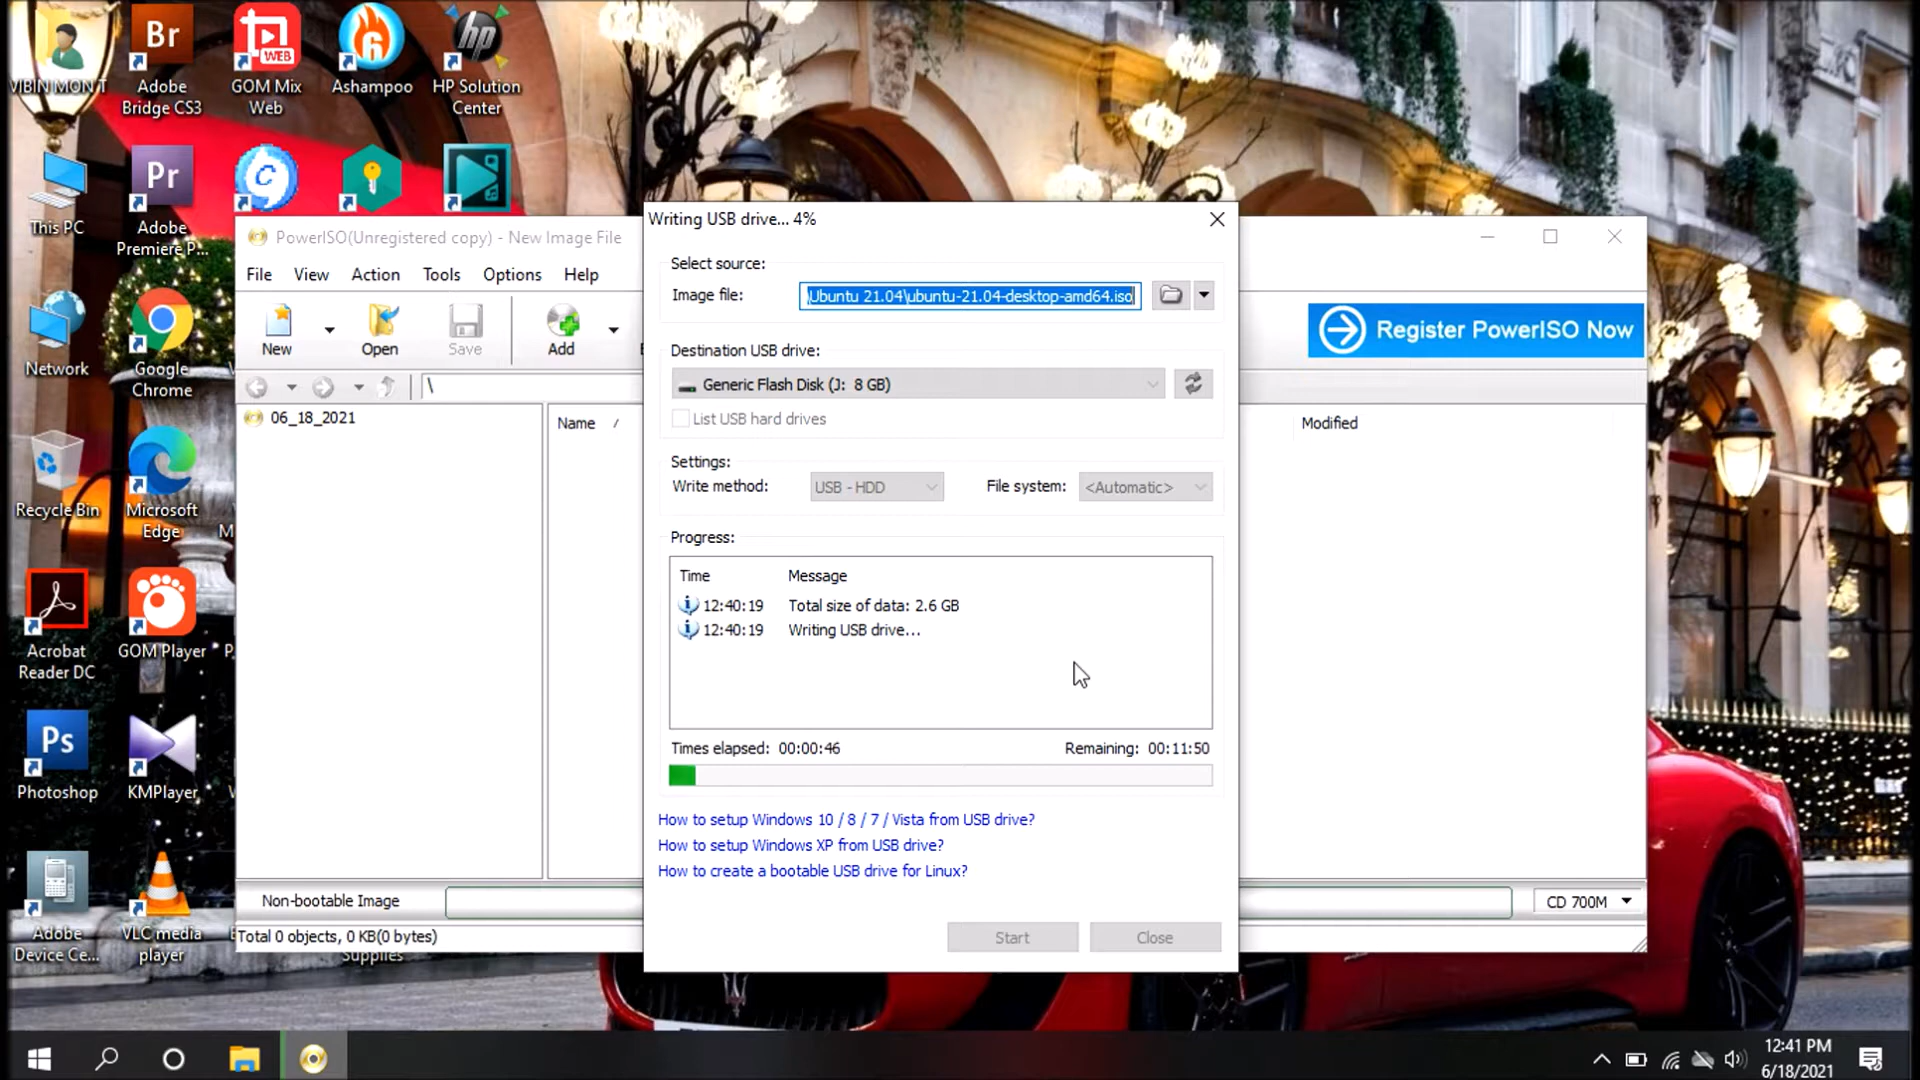 VIBIN MON T
Adobe
Bridge CS3
GOM Mix
Web
Ashampoo
HP Solution
Center
Br
WEB
6
hp
This PC
Pr
Adobe
Premiere P...
C
Network
Google
Chrome
Recycle Bin
Microsoft
Edge
Acrobat
Reader DC
GOM Player
Ps
Photoshop
KMPlayer
Adobe
Device Ce...
VLC media
player
Supplies
PowerISO(Unregistered copy) - New Image File
File View Action Tools Options Help
New
Open
Save
Add
Register PowerISO Now
\
06_18_2021
Name /
Modified
Non-bootable Image
CD 700M
Total 0 objects, 0 KB(0 bytes)
Writing USB drive... 4%
Select source:
Image file: \Ubuntu 21.04\ubuntu-21.04-desktop-amd64.iso
Destination USB drive:
Generic Flash Disk (J: 8 GB)
List USB hard drives
Settings:
Write method: USB - HDD File system: <Automatic>
Progress:
Time Message
12:40:19 Total size of data: 2.6 GB
12:40:19 Writing USB drive...
Times elapsed: 00:00:46 Remaining: 00:11:50
How to setup Windows 10 / 8 / 7 / Vista from USB drive?
How to setup Windows XP from USB drive?
How to create a bootable USB drive for Linux?
Start Close
12:41 PM
6/18/2021